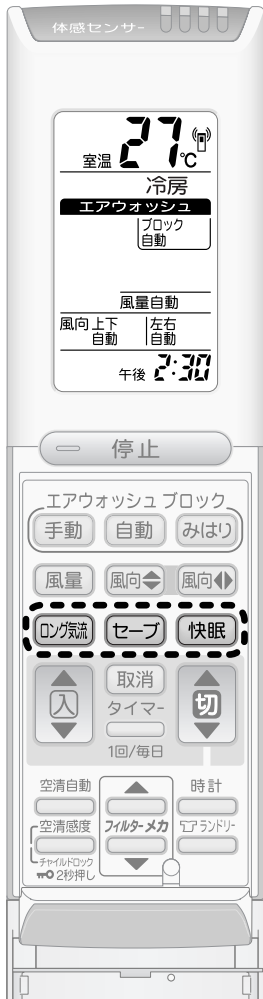 体感センサー
室温 27℃
冷房
エアウォッシュ
ブロック
自動
風量自動
風向 上下 左右
自動 自動
午後 2:30
停止
エアウォッシュ ブロック
手動 自動 みはり
風量 風向 風向
ロング気流 セーブ 快眠
入 取消 切
タイマー
1回/毎日
空清自動 時計
空清感度 フィルターメカ ランドリー
チャイルドロック
2秒押し